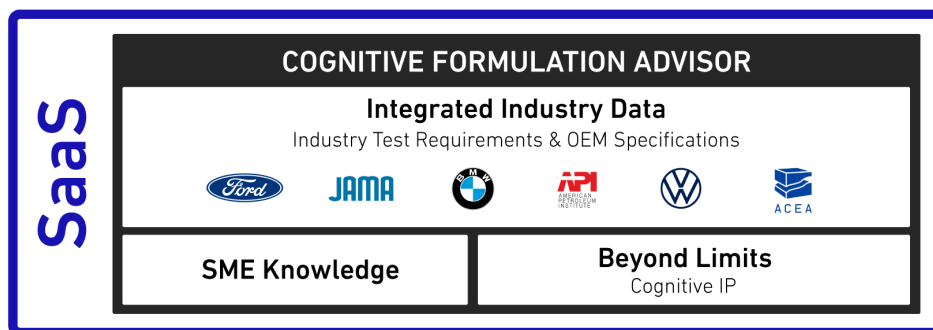 SaaS
COGNITIVE FORMULATION ADVISOR
Integrated Industry Data
Industry Test Requirements & OEM Specifications
Ford
JAMA
BMW
API
AMERICAN
PETROLEUM
INSTITUTE
VW
ACEA
SME Knowledge
Beyond Limits
Cognitive IP